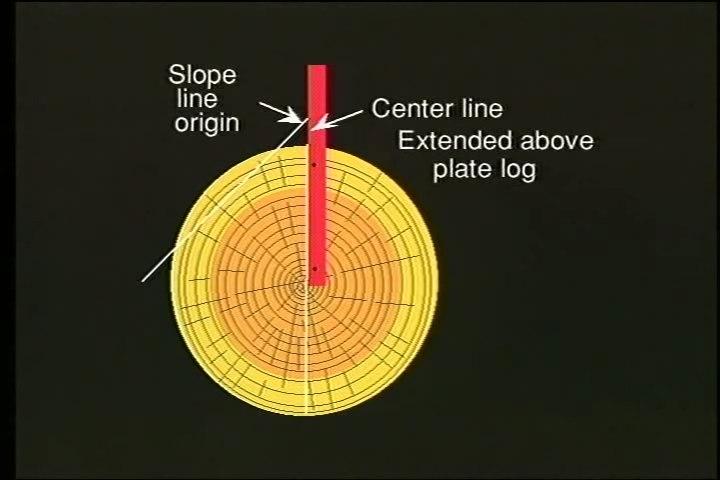 Slope
line
origin
Center line
Extended above
plate log